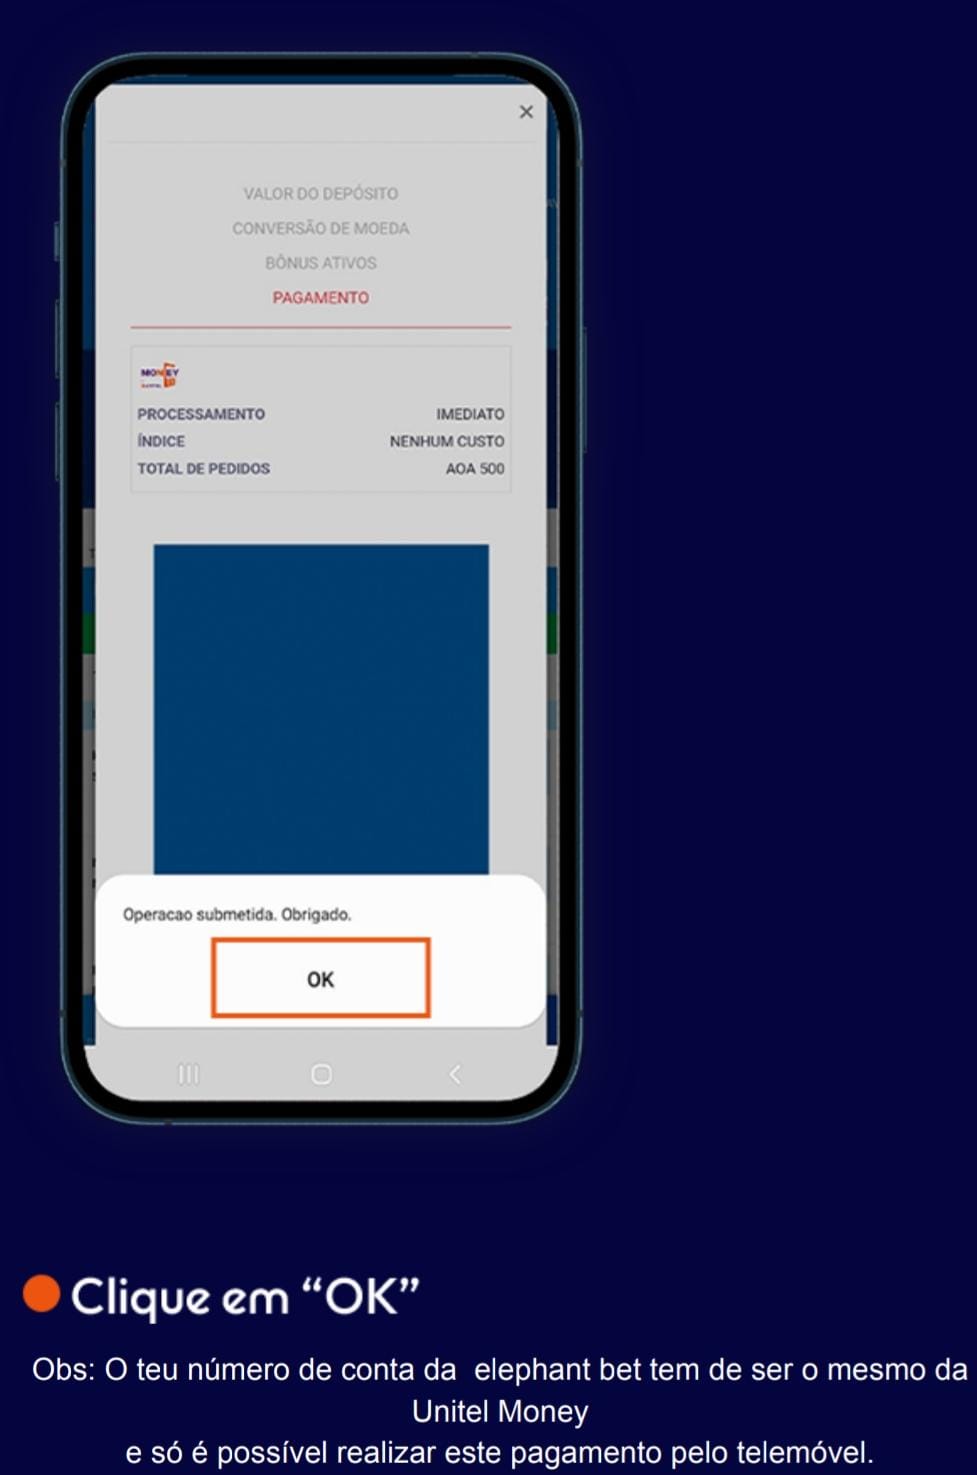 ×
VALOR DO DEPÓSITO
CONVERSÃO DE MOEDA
BÔNUS ATIVOS
PAGAMENTO
MONEY
PROCESSAMENTO IMEDIATO
ÍNDICE NENHUM CUSTO
TOTAL DE PEDIDOS AOA 500
Operacao submetida. Obrigado.
OK
Clique em “OK”
Obs: O teu número de conta da elephant bet tem de ser o mesmo da
Unitel Money
e só é possível realizar este pagamento pelo telemóvel.